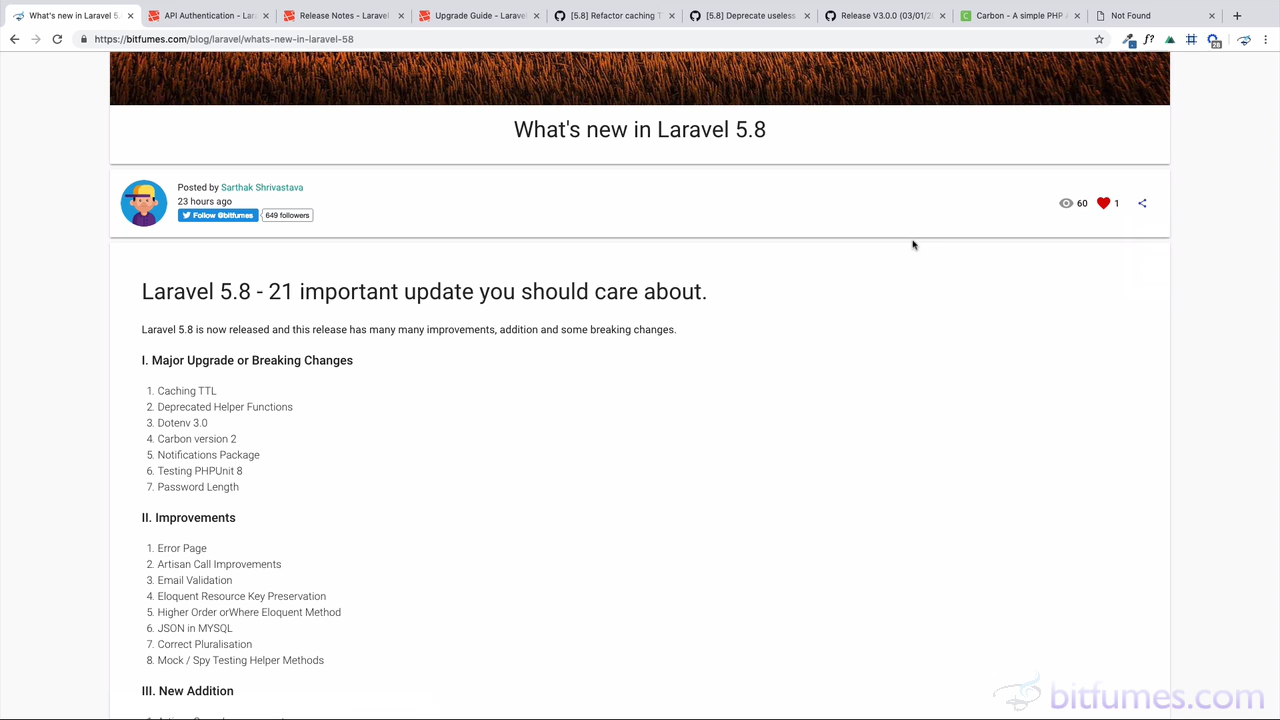 What's new in Laravel 5.8
API Authentication - Lar
Release Notes - Laravel
Upgrade Guide - Laravel
[5.8] Refactor caching T
[5.8] Deprecate useless
Release V3.0.0 (03/01/20
Carbon - A simple PHP A
Not Found
https://bitfumes.com/blog/laravel/whats-new-in-laravel-58
f?
28
What's new in Laravel 5.8
Posted by Sarthak Shrivastava
23 hours ago
Follow @bitfumes 649 followers
60 1
Laravel 5.8 - 21 important update you should care about.
Laravel 5.8 is now released and this release has many many improvements, addition and some breaking changes.
I. Major Upgrade or Breaking Changes
1. Caching TTL
2. Deprecated Helper Functions
3. Dotenv 3.0
4. Carbon version 2
5. Notifications Package
6. Testing PHPUnit 8
7. Password Length
II. Improvements
1. Error Page
2. Artisan Call Improvements
3. Email Validation
4. Eloquent Resource Key Preservation
5. Higher Order orWhere Eloquent Method
6. JSON in MYSQL
7. Correct Pluralisation
8. Mock / Spy Testing Helper Methods
III. New Addition
bitfumes.com